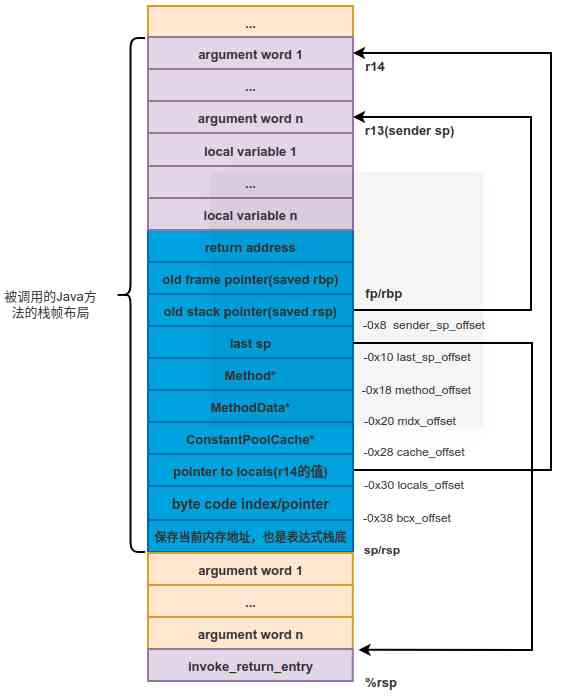 ...
argument word 1
r14
...
argument word n
r13(sender sp)
local variable 1
...
local variable n
return address
old frame pointer(saved rbp)
fp/rbp
被调用的Java方
法的栈帧布局
old stack pointer(saved rsp)
-0x8 sender_sp_offset
last sp
-0x10 last_sp_offset
Method*
-0x18 method_offset
MethodData*
-0x20 mdx_offset
ConstantPoolCache*
-0x28 cache_offset
pointer to locals(r14的值)
-0x30 locals_offset
byte code index/pointer
-0x38 bcx_offset
保存当前内存地址，也是表达式栈底
sp/rsp
argument word 1
...
argument word n
invoke_return_entry
%rsp